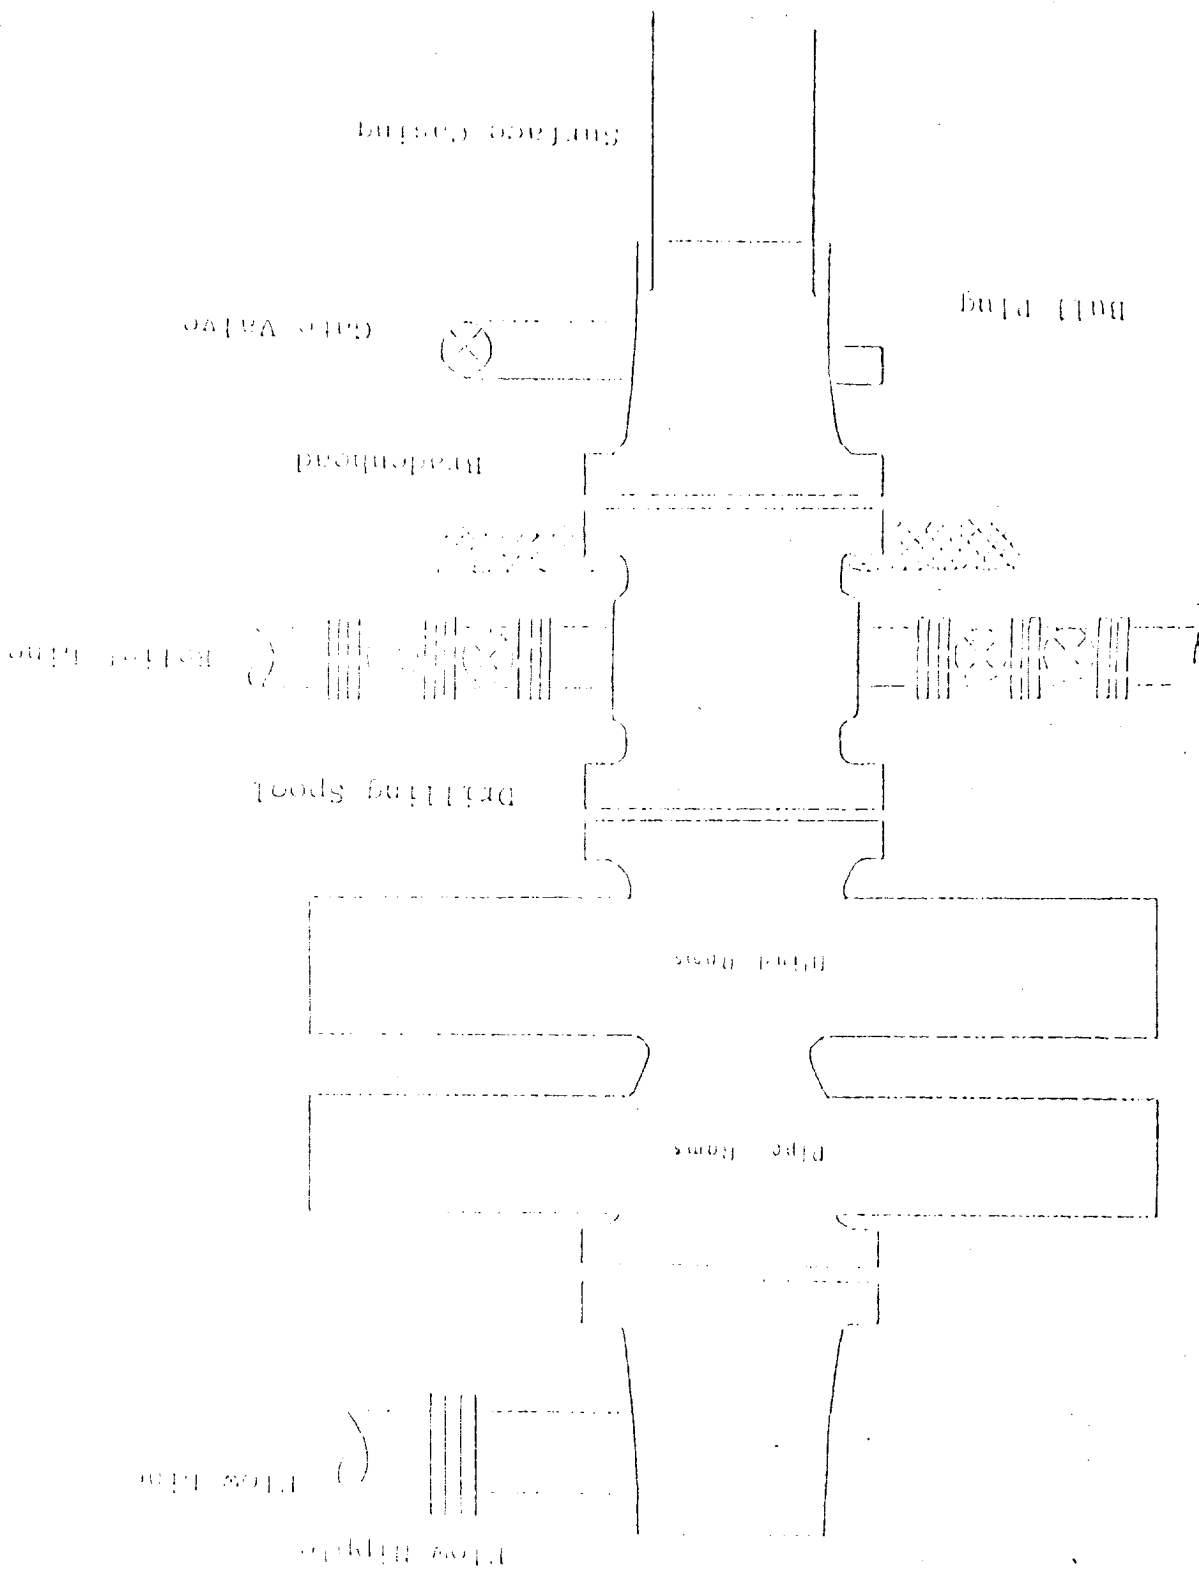 Flow Nipple
Flow Line
Pipe Rams
Blind Rams
Drilling Spool
Relief Line
Bradenhead
Gate Valve
Bull Plug
Surface Casing